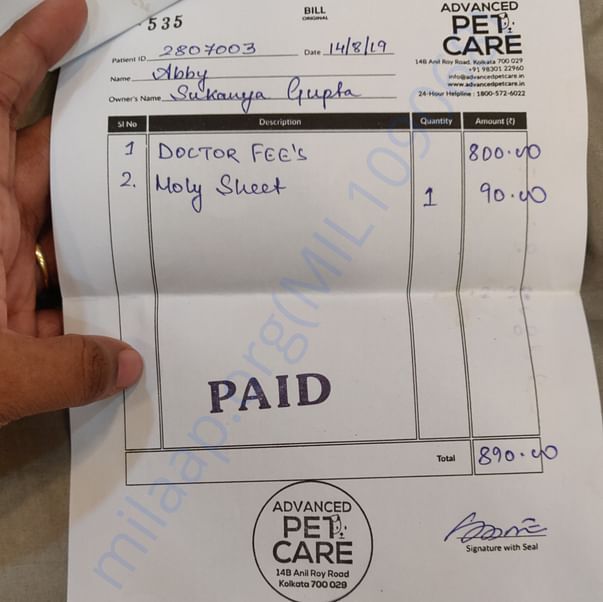 535
BILL
ORIGINAL
ADVANCED
PET
CARE
14B Anil Roy Road, Kolkata 700 029
+91 98301 22960
info@advancedpetcare.in
www.advancedpetcare.in
24-Hour Helpline : 1800-572-6022
Patient ID 2807003 Date 14/8/19
Name Abby
Owner's Name Sukanya Gupta
Sl No Description Quantity Amount (₹)
1 DOCTOR FEE'S 800.00
2. Moly Sheet 1 90.00
PAID
Total 890.00
ADVANCED
PET
CARE
14B Anil Roy Road
Kolkata 700 029
Signature with Seal